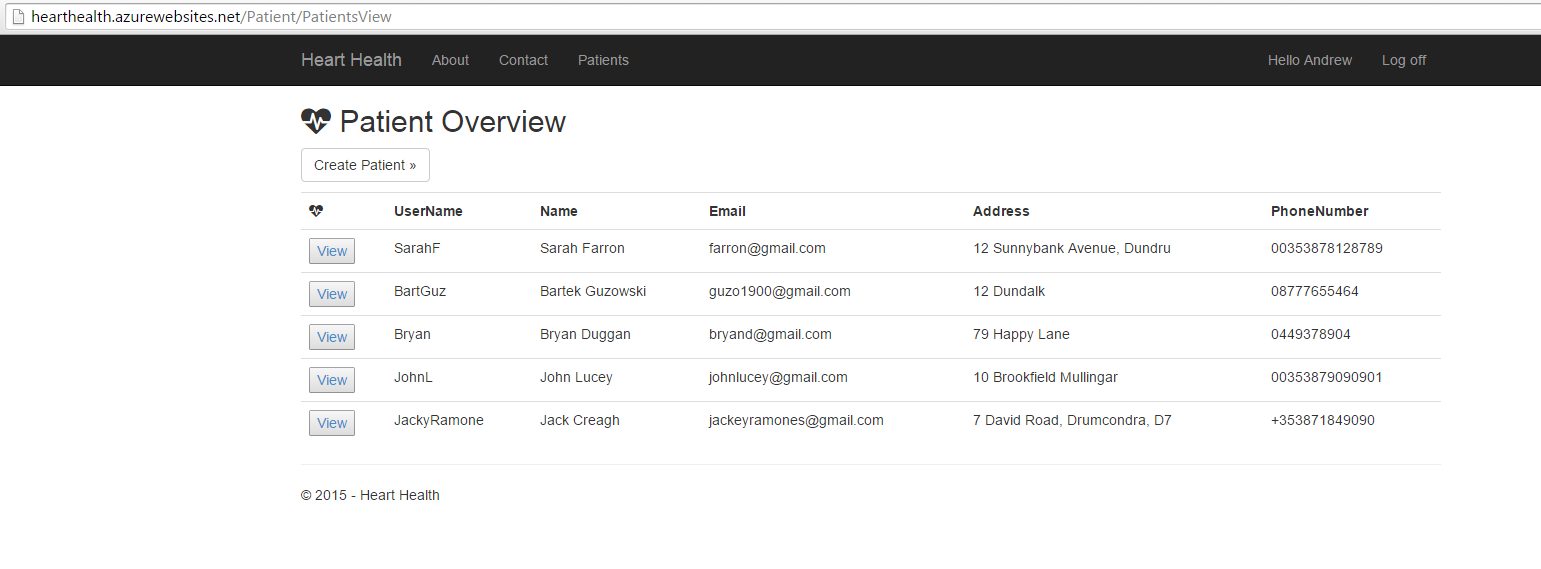 hearthealth.azurewebsites.net/Patient/PatientsView
Heart Health About Contact Patients Hello Andrew Log off
Patient Overview
Create Patient »
UserName Name Email Address PhoneNumber
View SarahF Sarah Farron farron@gmail.com 12 Sunnybank Avenue, Dundru 00353878128789
View BartGuz Bartek Guzowski guzo1900@gmail.com 12 Dundalk 08777655464
View Bryan Bryan Duggan bryand@gmail.com 79 Happy Lane 0449378904
View JohnL John Lucey johnlucey@gmail.com 10 Brookfield Mullingar 00353879090901
View JackyRamone Jack Creagh jackeyramones@gmail.com 7 David Road, Drumcondra, D7 +353871849090
© 2015 - Heart Health